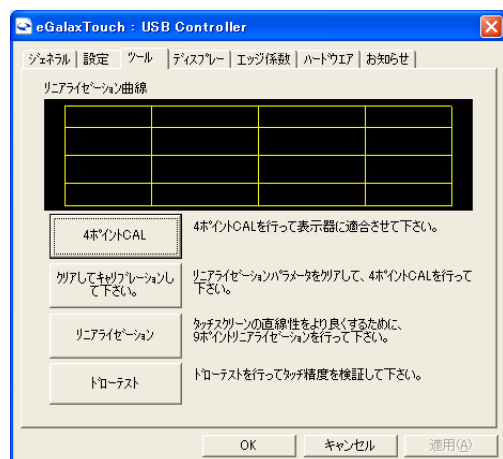 eGalaxTouch : USB Controller
ｼﾞｪﾈﾗﾙ 設定 ﾂｰﾙ ﾃﾞｨｽﾌﾟﾚｰ ｴｯｼﾞ係数 ﾊｰﾄﾞｳｪｱ お知らせ
ﾘﾆｱﾗｲｾﾞｰｼｮﾝ曲線
4ﾎﾟｲﾝﾄCAL
4ﾎﾟｲﾝﾄCALを行って表示器に適合させて下さい。
ｸﾘｱしてｷｬﾘﾌﾞﾚｰｼｮﾝし
て下さい。
ﾘﾆｱﾗｲｾﾞｰｼｮﾝﾊﾟﾗﾒｰﾀをｸﾘｱして、4ﾎﾟｲﾝﾄCALを行って
下さい。
ﾘﾆｱﾗｲｾﾞｰｼｮﾝ
ﾀｯﾁｽｸﾘｰﾝの直線性をより良くするために、
9ﾎﾟｲﾝﾄﾘﾆｱﾗｲｾﾞｰｼｮﾝを行って下さい。
ﾄﾞﾛｰﾃｽﾄ
ﾄﾞﾛｰﾃｽﾄを行ってﾀｯﾁ精度を検証して下さい。
OK キャンセル 適用(A)